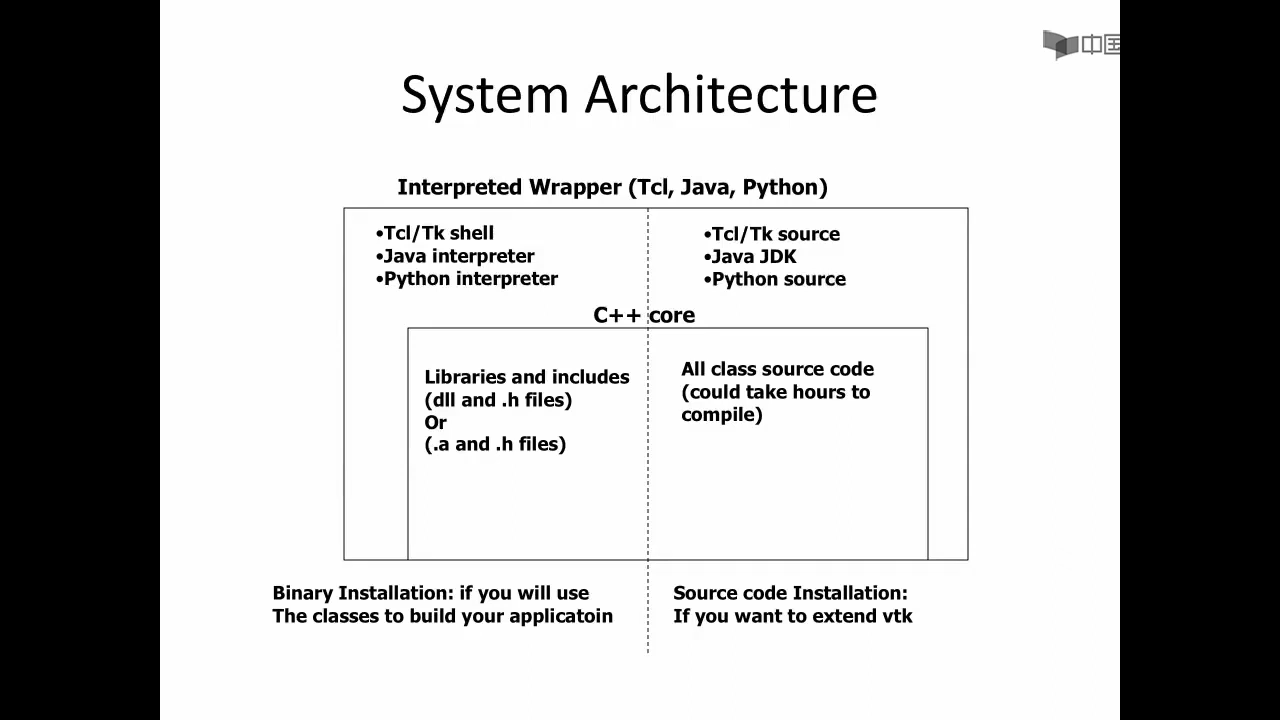 中国
System Architecture
Interpreted Wrapper (Tcl, Java, Python)
•Tcl/Tk shell
•Java interpreter
•Python interpreter
•Tcl/Tk source
•Java JDK
•Python source
C++ core
Libraries and includes
(dll and .h files)
Or
(.a and .h files)
All class source code
(could take hours to
compile)
Binary Installation: if you will use
The classes to build your applicatoin
Source code Installation:
If you want to extend vtk